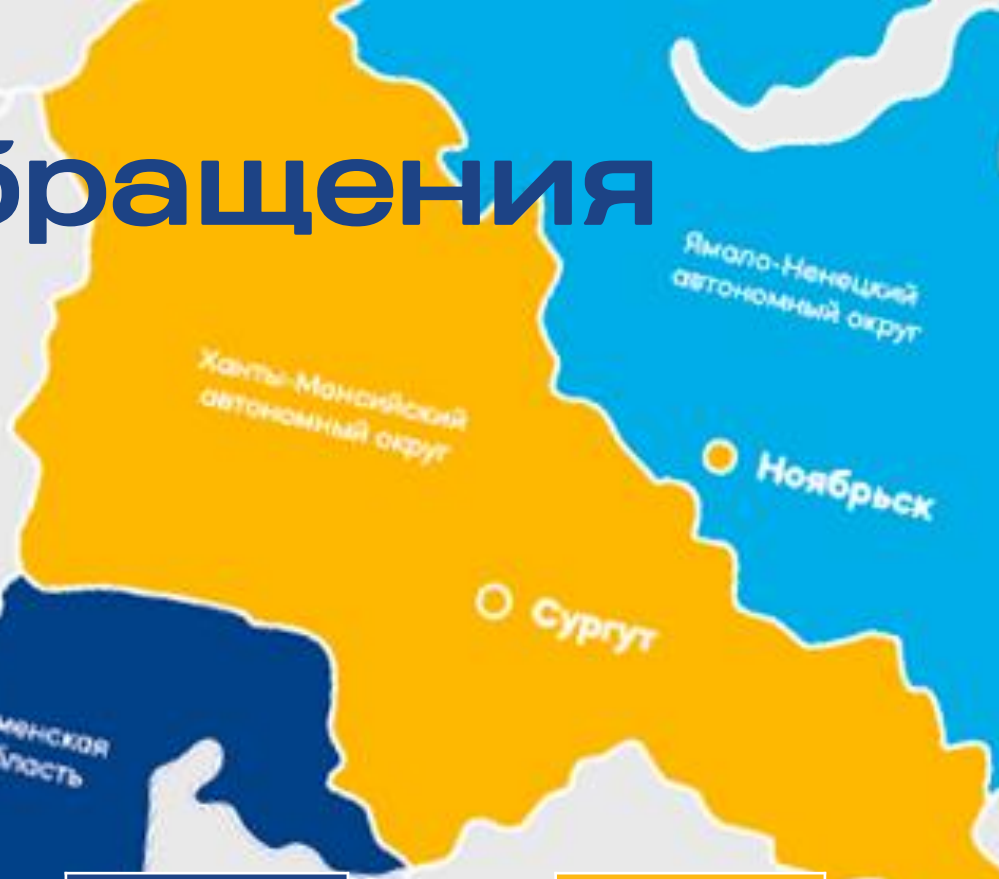 бращения
Ямало-Ненецкий
автономный округ
Ханты-Мансийский
автономный округ
Ноябрьск
Сургут
менская
бласть